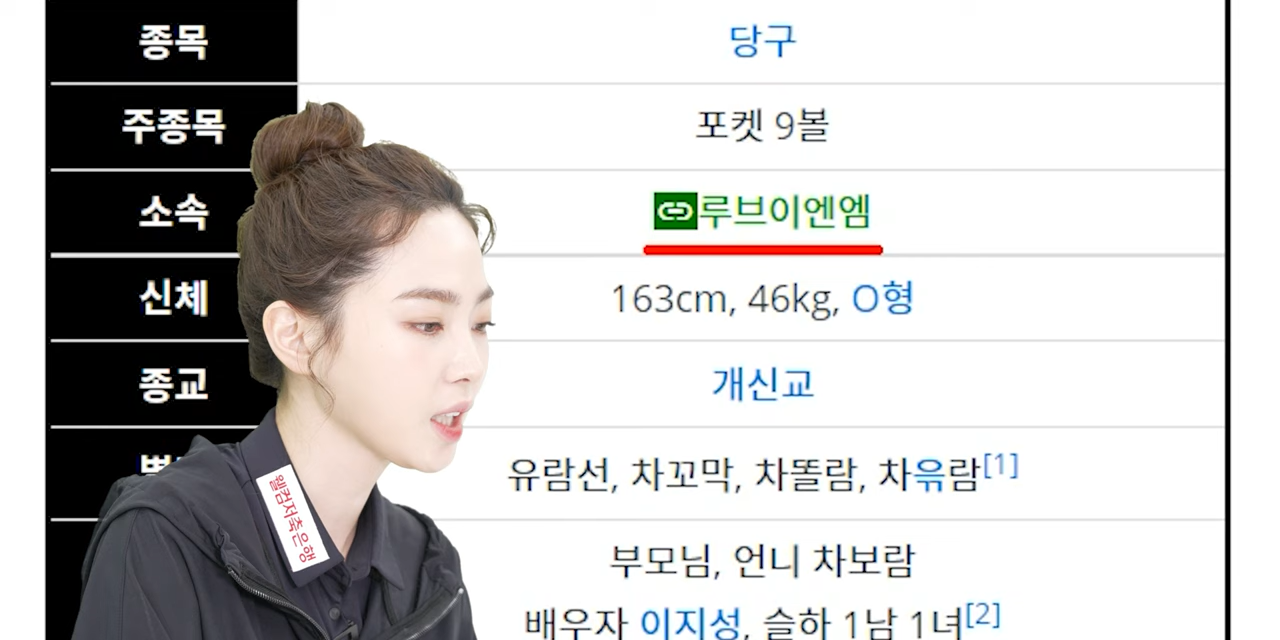 종목 당구
주종목 포켓 9볼
소속 루브이엔엠
신체 163cm, 46kg, O형
종교 개신교
유람선, 차꼬막, 차똘람, 차윾람[1]
부모님, 언니 차보람
배우자 이지성, 슬하 1남 1녀[2]
웰컴저축은행